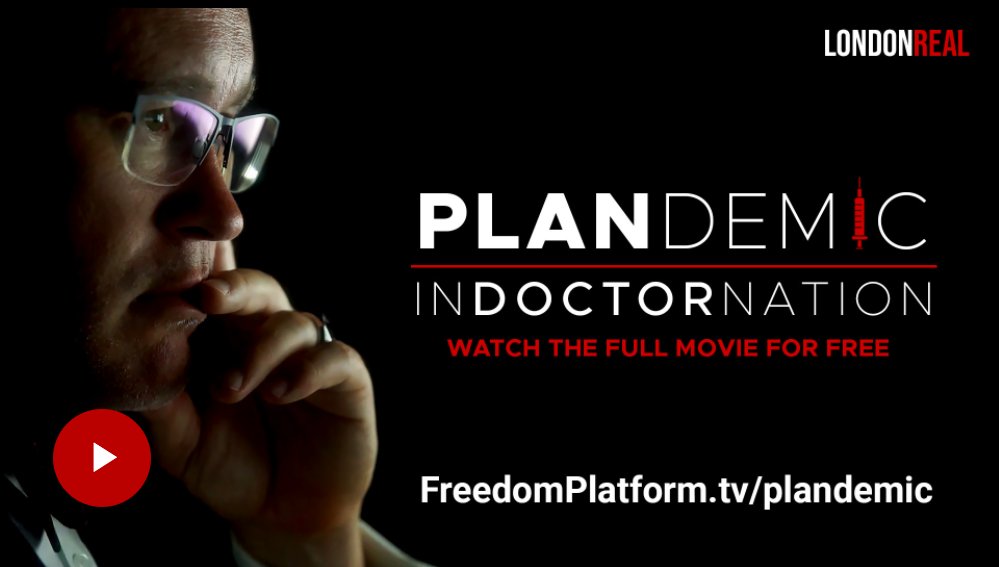 LONDONREAL
PLANDEMIC
INDOCTORNATION
WATCH THE FULL MOVIE FOR FREE
FreedomPlatform.tv/plandemic